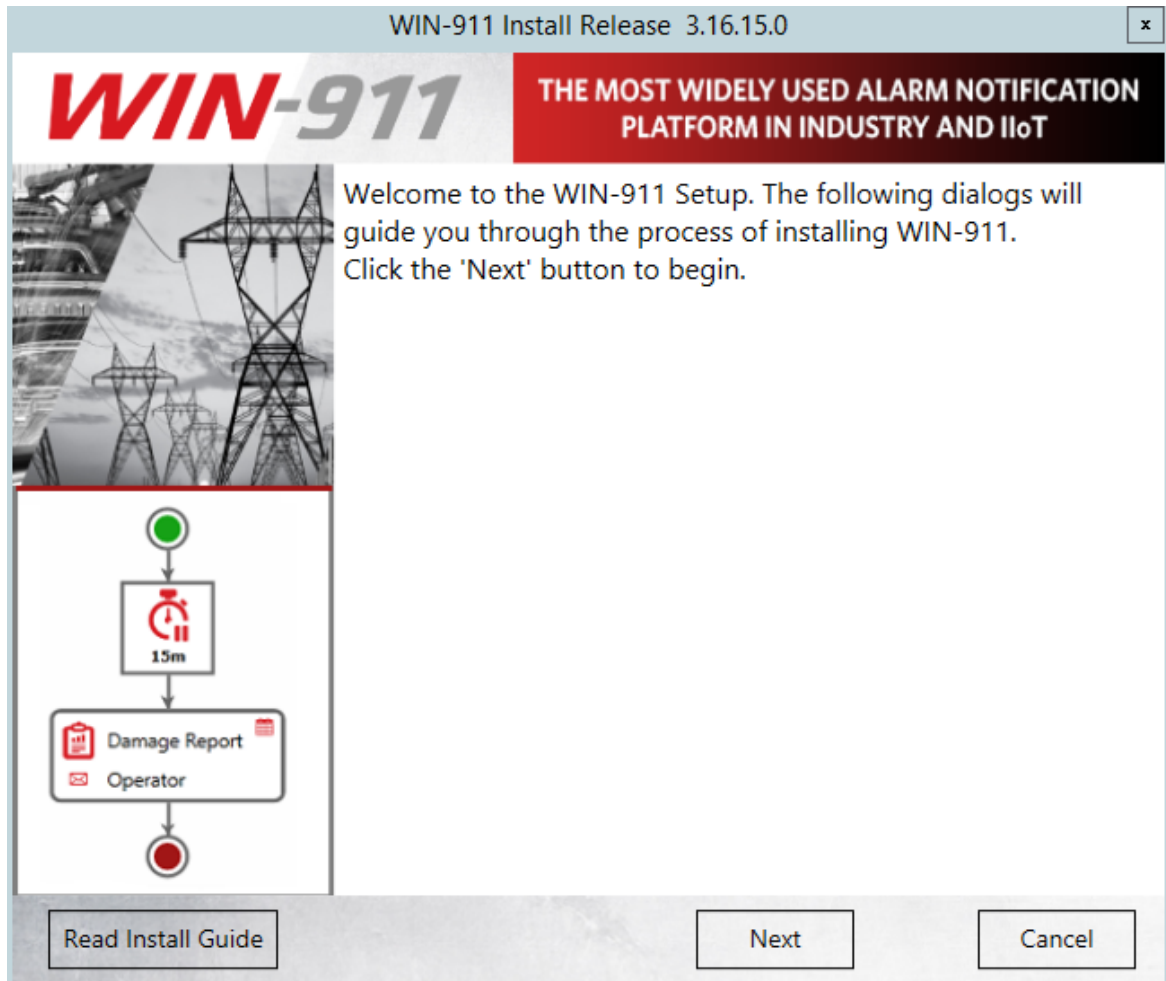 WIN-911 Install Release 3.16.15.0
x
WIN-911
THE MOST WIDELY USED ALARM NOTIFICATION
PLATFORM IN INDUSTRY AND IIoT
Welcome to the WIN-911 Setup. The following dialogs will
guide you through the process of installing WIN-911.
Click the 'Next' button to begin.
15m
Damage Report
Operator
Read Install Guide
Next
Cancel